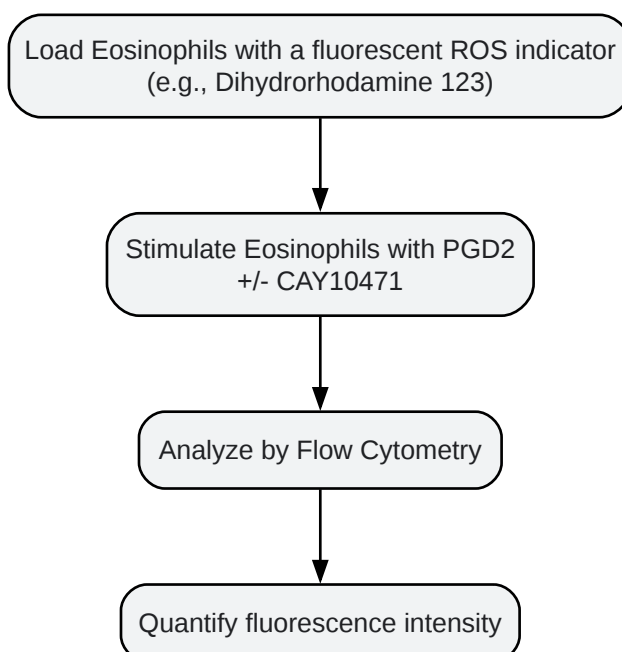 Load Eosinophils with a fluorescent ROS indicator
(e.g., Dihydrorhodamine 123)
Stimulate Eosinophils with PGD2
+/- CAY10471
Analyze by Flow Cytometry
Quantify fluorescence intensity